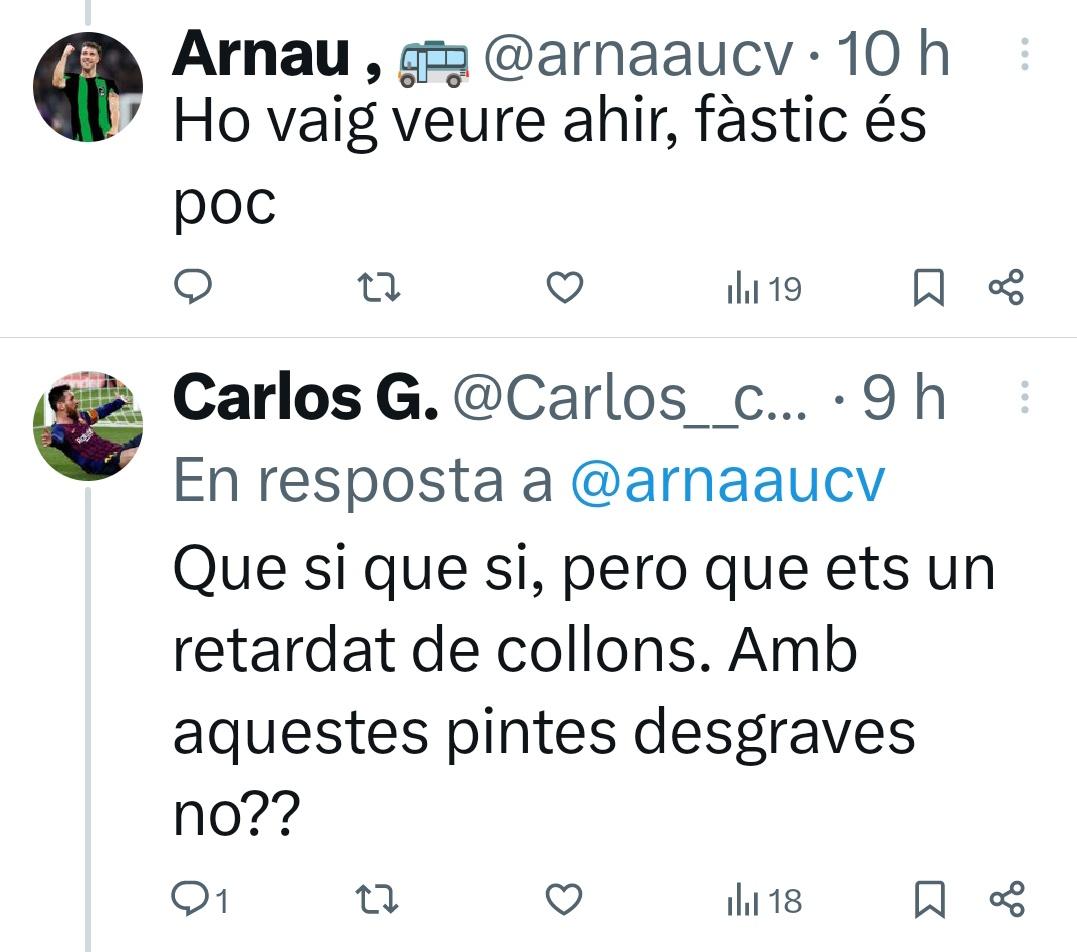 Arnau , 🚌 @arnaaucv · 10 h
Ho vaig veure ahir, fàstic és
poc
19
Carlos G. @Carlos__c... · 9 h
En resposta a @arnaaucv
Que si que si, pero que ets un
retardat de collons. Amb
aquestes pintes desgraves
no??
1 18